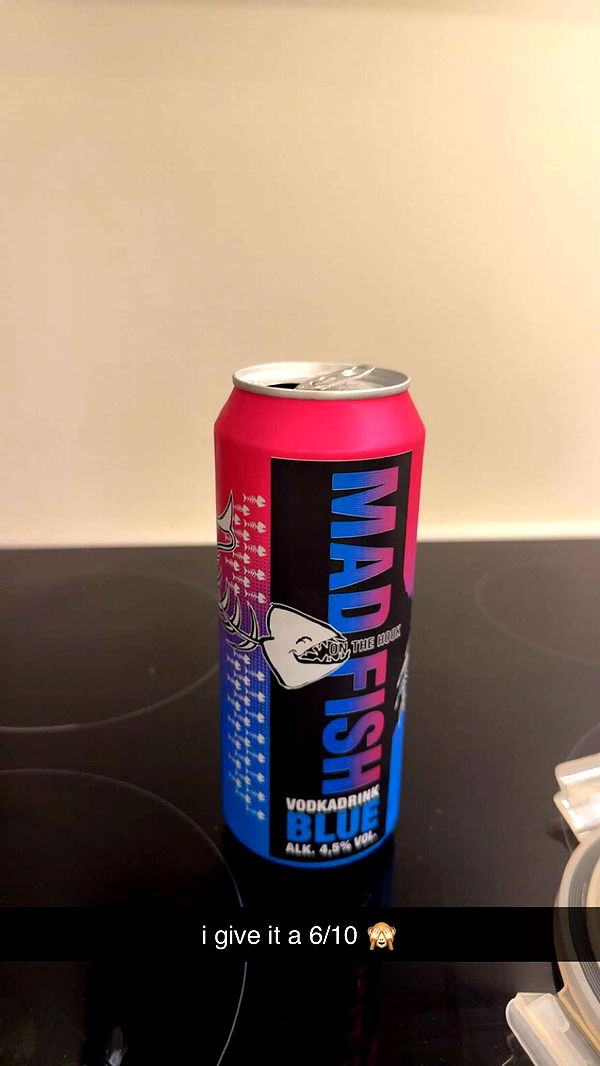 MAD FISH
ON THE HOOK
VODKADRINK
BLUE
ALK. 4,5% VOL.
i give it a 6/10 🙈